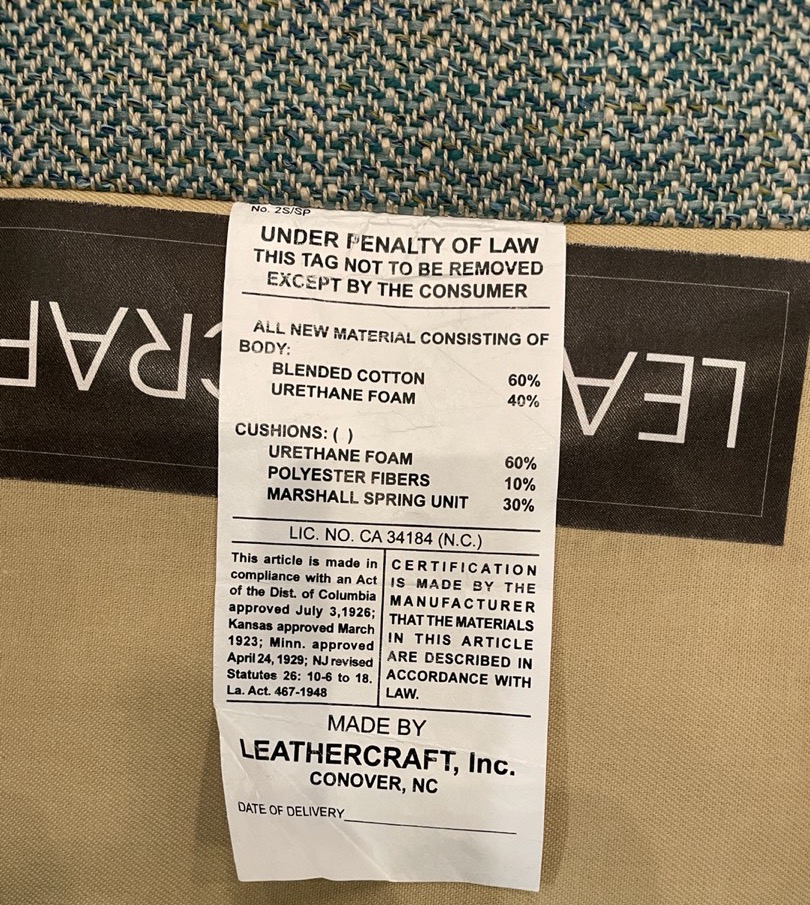 No. 2S/SP
UNDER PENALTY OF LAW
THIS TAG NOT TO BE REMOVED
EXCEPT BY THE CONSUMER
ALL NEW MATERIAL CONSISTING OF
BODY:
BLENDED COTTON 60%
URETHANE FOAM 40%
CUSHIONS: ( )
URETHANE FOAM 60%
POLYESTER FIBERS 10%
MARSHALL SPRING UNIT 30%
LIC. NO. CA 34184 (N.C.)
This article is made in
compliance with an Act
of the Dist. of Columbia
approved July 3,1926;
Kansas approved March
1923; Minn. approved
April 24, 1929; NJ revised
Statutes 26: 10-6 to 18.
La. Act. 467-1948
CERTIFICATION
IS MADE BY THE
MANUFACTURER
THAT THE MATERIALS
IN THIS ARTICLE
ARE DESCRIBED IN
ACCORDANCE WITH
LAW.
MADE BY
LEATHERCRAFT, Inc.
CONOVER, NC
DATE OF DELIVERY
LEA CRAF